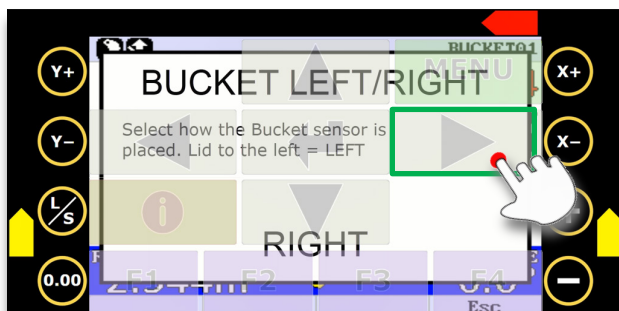 BUCKET01
Y+
X+
MENU
BUCKET LEFT/RIGHT
Select how the Bucket sensor is
placed. Lid to the left = LEFT
Y-
X-
L/S
i
RIGHT
0.00
F1
F2
F3
F4
Esc